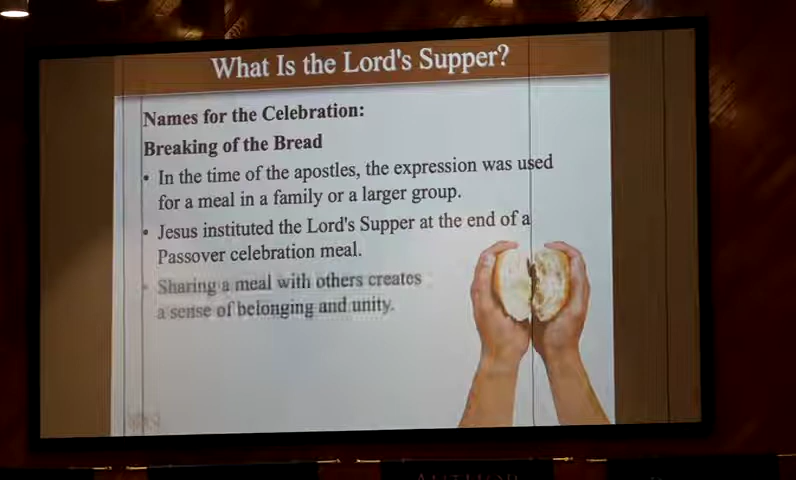 What Is the Lord's Supper?
Names for the Celebration:
Breaking of the Bread
• In the time of the apostles, the expression was used
for a meal in a family or a larger group.
• Jesus instituted the Lord's Supper at the end of a
Passover celebration meal.
• Sharing a meal with others creates
a sense of belonging and unity.
AUTHOR